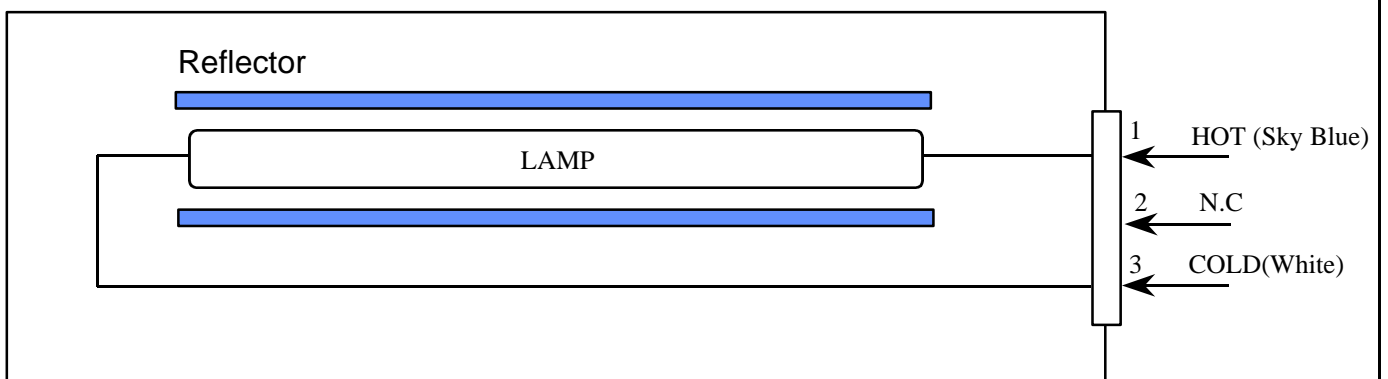 Reflector
LAMP
1 HOT (Sky Blue)
2 N.C
3 COLD(White)